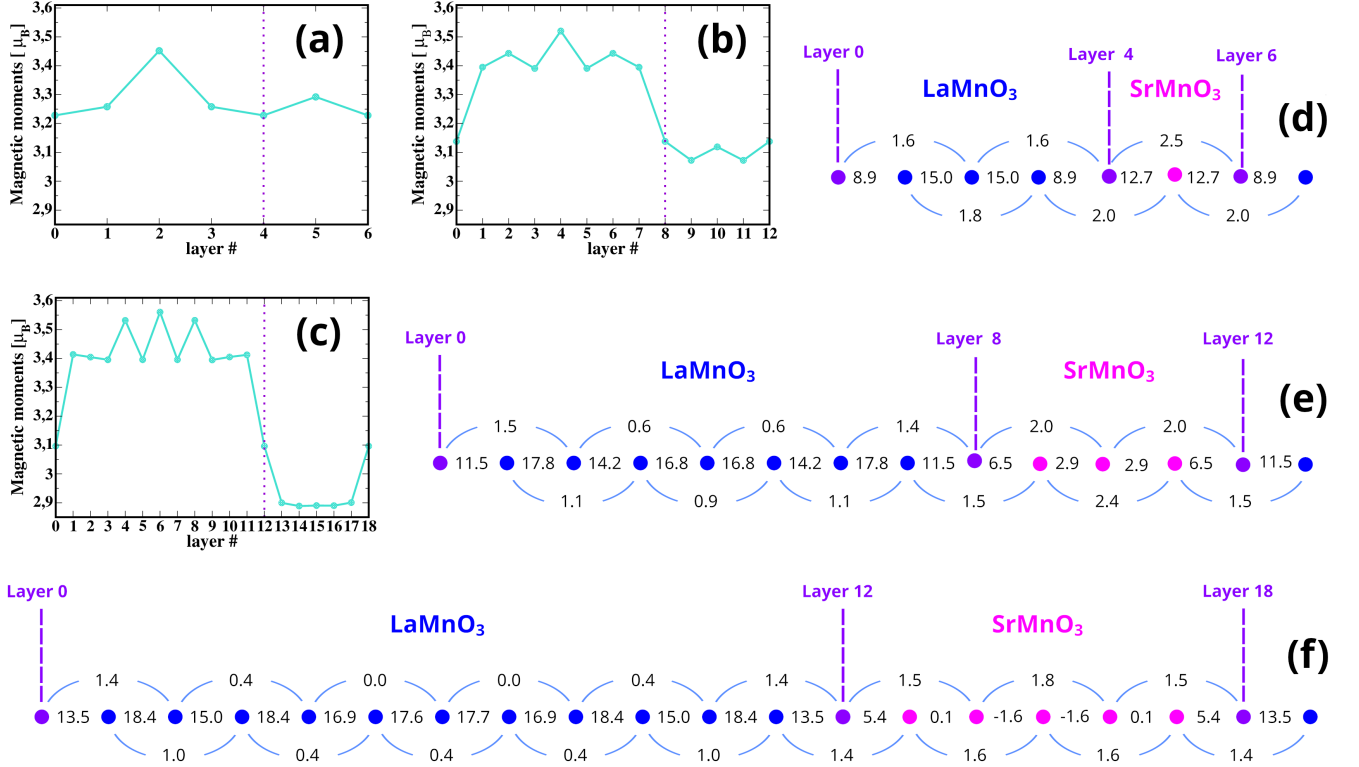 3,6
3,5
3,4
3,3
3,2
3,1
3
2,9
Magnetic moments [ μB]
0 1 2 3 4 5 6
layer #
(a)
3,6
3,5
3,4
3,3
3,2
3,1
3
2,9
Magnetic moments [ μB]
0 1 2 3 4 5 6 7 8 9 10 11 12
layer #
(b)
Layer 0
Layer 4
Layer 6
LaMnO₃
SrMnO₃
(d)
1.6 1.6 2.5
8.9 15.0 15.0 8.9 12.7 12.7 8.9
1.8 2.0 2.0
3,6
3,5
3,4
3,3
3,2
3,1
3
2,9
Magnetic moments [μB]
0 1 2 3 4 5 6 7 8 9 10 11 12 13 14 15 16 17 18
layer #
(c)
Layer 0
Layer 8
Layer 12
LaMnO₃
SrMnO₃
(e)
1.5 0.6 0.6 1.4 2.0 2.0
11.5 17.8 14.2 16.8 16.8 14.2 17.8 11.5 6.5 2.9 2.9 6.5 11.5
1.1 0.9 1.1 1.5 2.4 1.5
Layer 0
Layer 12
Layer 18
LaMnO₃
SrMnO₃
(f)
1.4 0.4 0.0 0.0 0.4 1.4 1.5 1.8 1.5
13.5 18.4 15.0 18.4 16.9 17.6 17.7 16.9 18.4 15.0 18.4 13.5 5.4 0.1 -1.6 -1.6 0.1 5.4 13.5
1.0 0.4 0.4 0.4 1.0 1.4 1.6 1.6 1.4